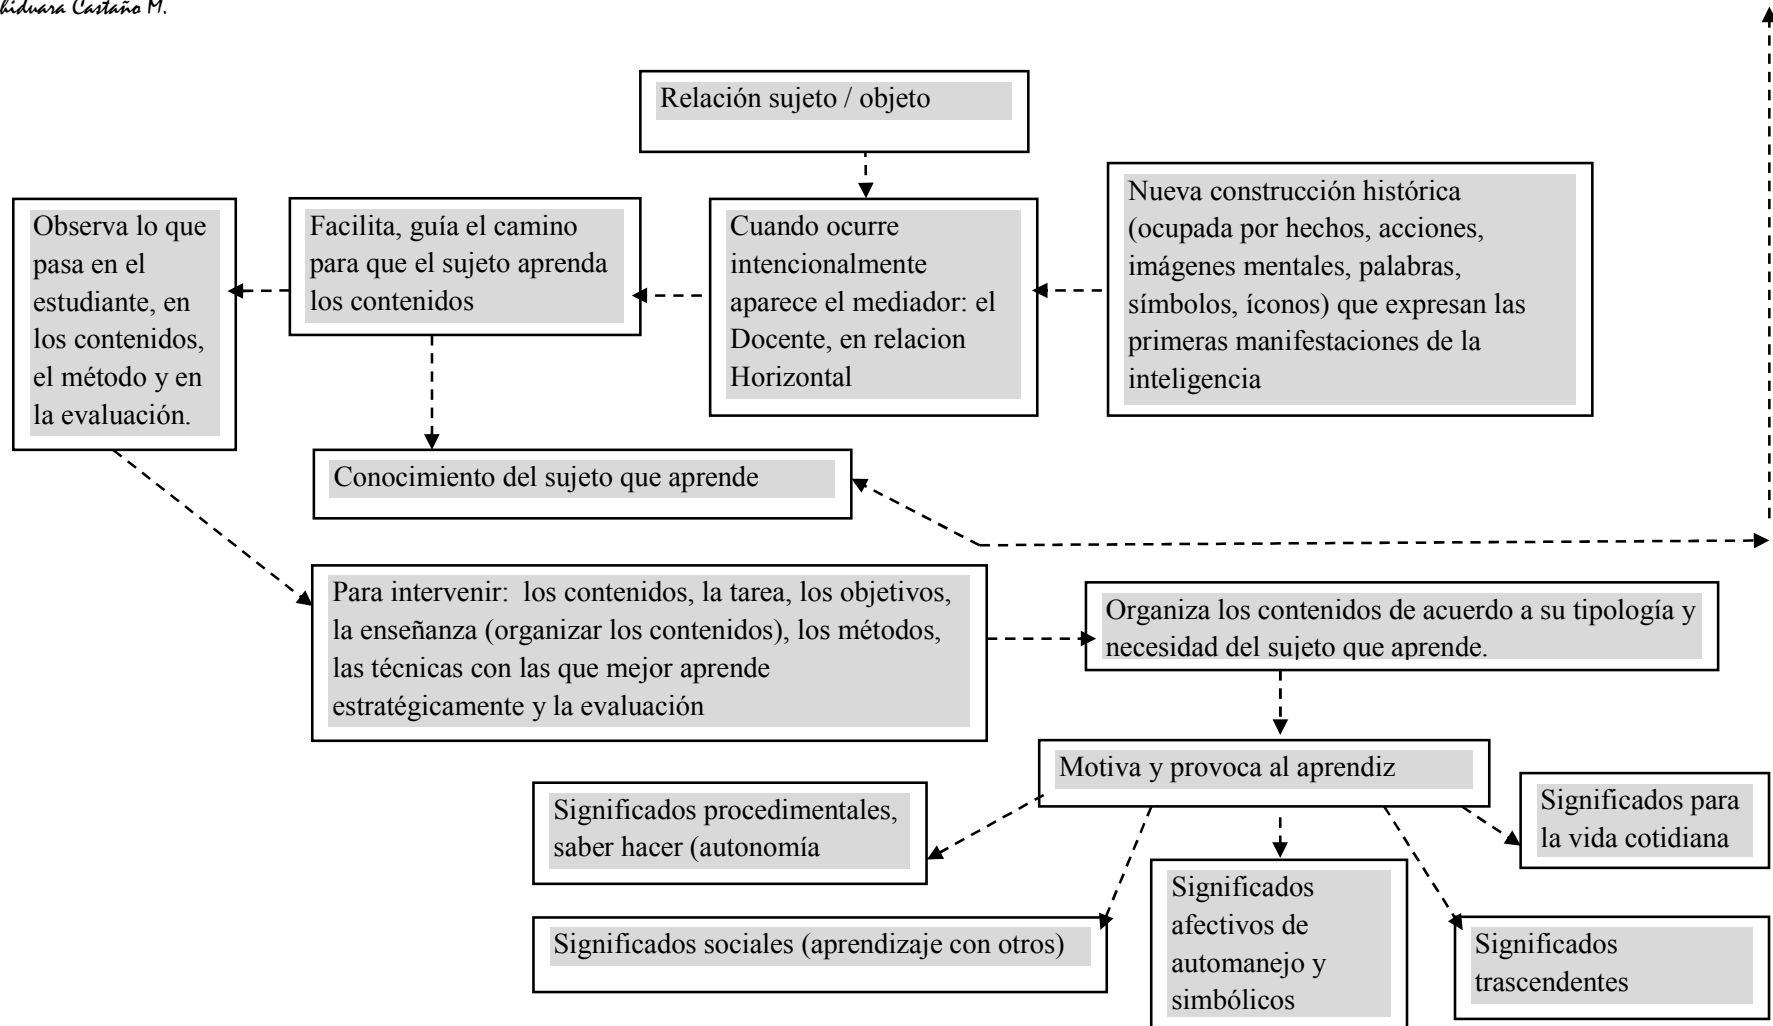 Castaño M.
Relación sujeto / objeto
Nueva construcción histórica
(ocupada por hechos, acciones,
imágenes mentales, palabras,
símbolos, íconos) que expresan las
primeras manifestaciones de la
inteligencia
Cuando ocurre
intencionalmente
aparece el mediador: el
Docente, en relacion
Horizontal
Facilita, guía el camino
para que el sujeto aprenda
los contenidos
Observa lo que
pasa en el
estudiante, en
los contenidos,
el método y en
la evaluación.
Conocimiento del sujeto que aprende
Para intervenir:  los contenidos, la tarea, los objetivos,
la enseñanza (organizar los contenidos), los métodos,
las técnicas con las que mejor aprende
estratégicamente y la evaluación
Organiza los contenidos de acuerdo a su tipología y
necesidad del sujeto que aprende.
Motiva y provoca al aprendiz
Significados procedimentales,
saber hacer (autonomía
Significados sociales (aprendizaje con otros)
Significados
afectivos de
automanejo y
simbólicos
Significados
trascendentes
Significados para
la vida cotidiana